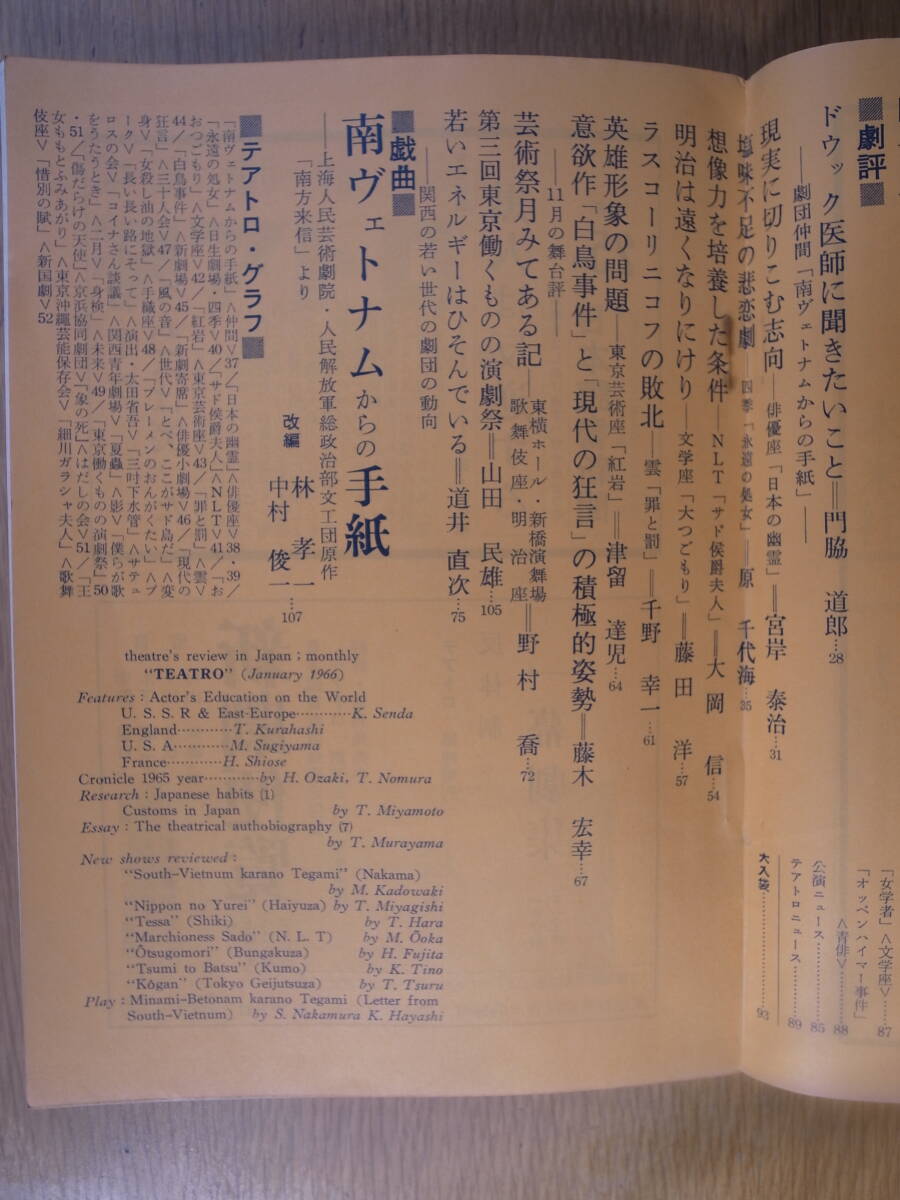 ■劇評■
ドウック医師に聞きたいこと＝門脇 道郎…28
――劇団仲間「南ヴェトナムからの手紙」――
現実に切りこむ志向――俳優座「日本の幽霊」＝宮岸 泰治…31
塩味不足の悲恋劇――四季「永遠の処女」＝原 千代海…35
想像力を培養した条件――NLT「サド侯爵夫人」＝大岡 信…54
明治は遠くなりにけり――文学座「大つごもり」＝藤田 洋…57
ラスコーリニコフの敗北――雲「罪と罰」＝千野 幸一…61
英雄形象の問題――東京芸術座「紅岩」＝津留 達児…64
意欲作「白鳥事件」と「現代の狂言」の積極的姿勢＝藤木 宏幸…67
――11月の舞台評――
芸術祭月みてある記――東横ホール・新橋演舞場 歌舞伎座・明治座＝野村 喬…72
第三回東京働くものの演劇祭＝山田 民雄…105
若いエネルギーはひそんでいる＝道井 直次…75
――関西の若い世代の劇団の動向
■戯曲■
南ヴェトナムからの手紙
――上海人民芸術劇院・人民解放軍総政治部文工団原作
「南方来信」より
改編 林 孝一
中村 俊一…107
■テアトロ・グラフ■
「南ヴェトナムからの手紙」＜仲間＞37／「日本の幽霊」＜俳優座＞38・39／
「永遠の処女」＜日生劇場・四季＞40／「サド侯爵夫人」＜NLT＞41／「お
おつごもり」＜文学座＞42／「紅岩」＜東京芸術座＞43／「罪と罰」＜雲＞
44／「白鳥事件」＜新劇場＞45／「新劇寄席」＜俳優小劇場＞46／「現代の
狂言」＜三十人会＞47／「風の音」＜世代＞「とべ、ここがサド島だ」＜変
身＞「女殺し油の地獄」＜手織座＞48／「ブレーメンのおんがくたい」＜ブ
ーク＞「長い長い路にそって」＜演出・太田省吾＞「三吋下水管」＜サテュ
ロスの会＞「コイナさん談議」＜関西青年劇場＞「夏蟲」＜影＞「僕らが歌
をうたうとき」＜二月＞「身検」＜未来＞49／「東京働くものの演劇祭」50
・51／「傷だらけの天使」＜京浜協同劇団＞「象の死」＜はだしの会＞51／「王
女ももとふみあがり」＜東京沖繩芸能保存会＞「細川ガラシャ夫人」＜歌舞
伎座＞「惜別の賦」＜新国劇＞52
「女学者」＜文学座＞……87
「オッペンハイマー事件」
＜青俳＞……88
公演ニュース……85
テアトロニュース……89
大入袋……93
theatre's review in Japan ; monthly
"TEATRO" (January 1966)
Features : Actor's Education on the World
U. S. S. R & East-Europe…………K. Senda
England…………T. Kurahashi
U. S. A…………M. Sugiyama
France…………H. Shiose
Cronicle 1965 year…………by H. Ozaki, T. Nomura
Research : Japanese habits (1)
Customs in Japan by T. Miyamoto
Essay : The theatrical authobiography (7)
by T. Murayama
New shows reviewed :
"South-Vietnum karano Tegami" (Nakama)
by M. Kadowaki
"Nippon no Yurei" (Haiyuza) by T. Miyagishi
"Tessa" (Shiki) by T. Hara
"Marchioness Sado" (N. L. T) by M. Ōoka
"Ōtsugomori" (Bungakuza) by H. Fujita
"Tsumi to Batsu" (Kumo) by K. Tino
"Kôgan" (Tokyo Geijutsuza) by T. Tsuru
Play : Minami-Betonam karano Tegami (Letter from
South-Vietnum) by S. Nakamura K. Hayashi